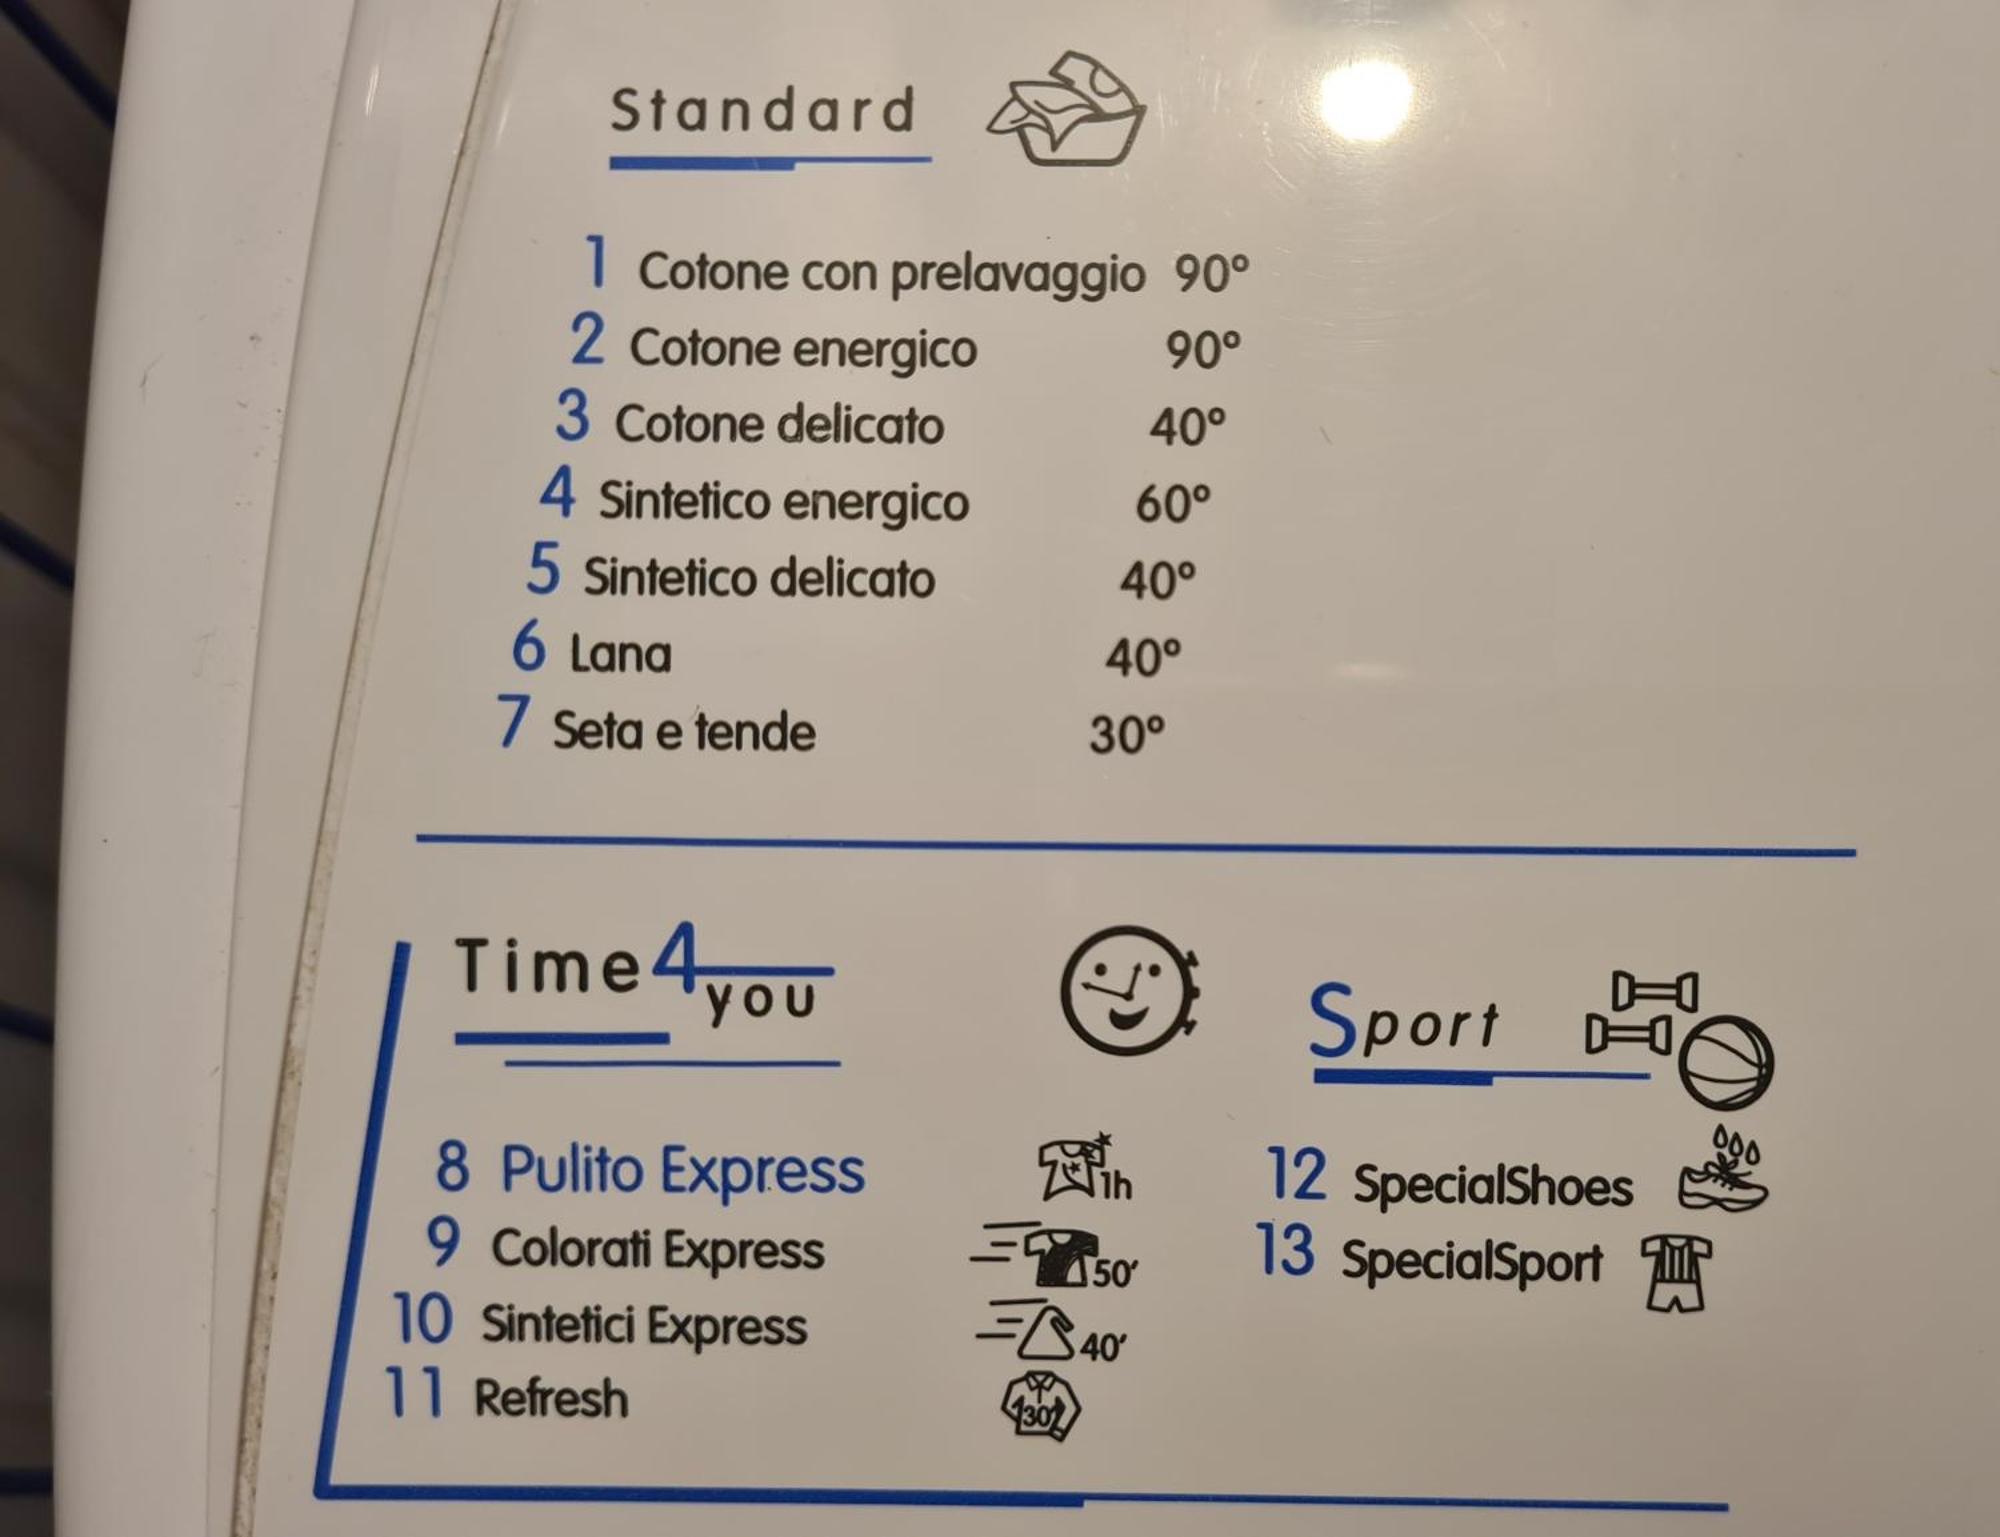 Standard
1 Cotone con prelavaggio 90°
2 Cotone energico 90°
3 Cotone delicato 40°
4 Sintetico energico 60°
5 Sintetico delicato 40°
6 Lana 40°
7 Seta e tende 30°
Time4you
8 Pulito Express 1h
9 Colorati Express 50'
10 Sintetici Express 40'
11 Refresh 30'
Sport
12 SpecialShoes
13 SpecialSport